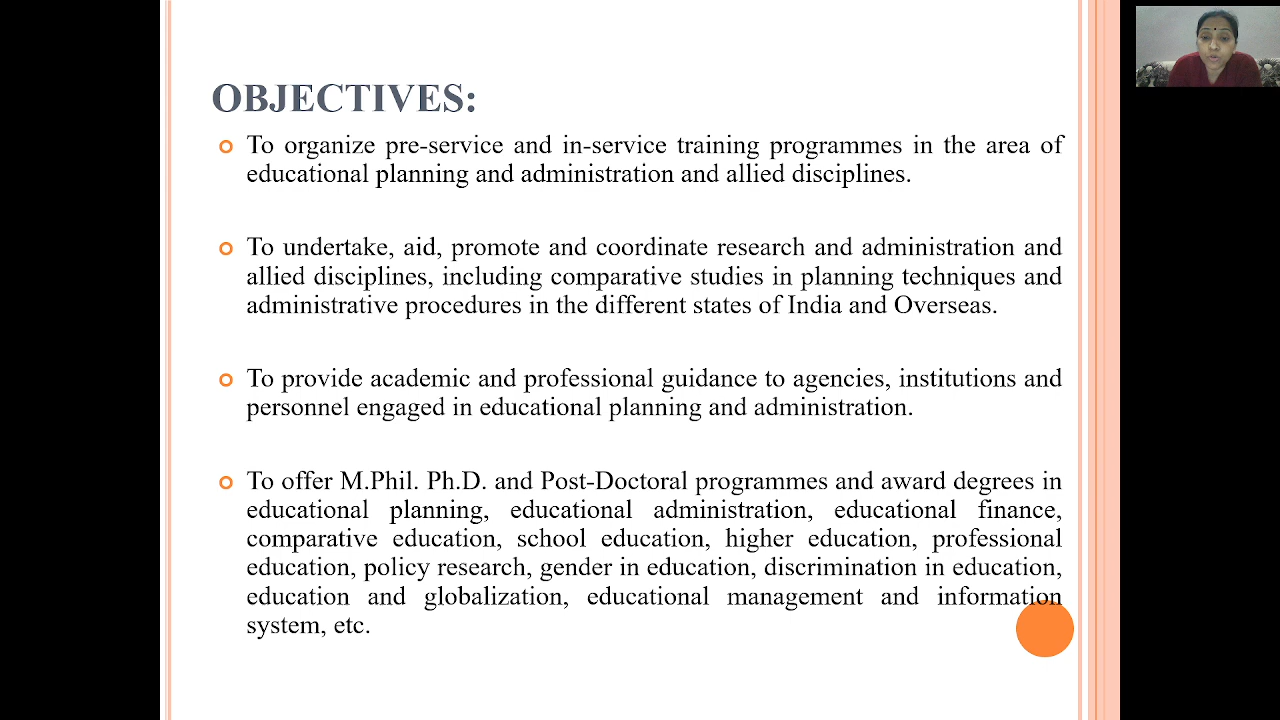 OBJECTIVES:
To organize pre-service and in-service training programmes in the area of
educational planning and administration and allied disciplines.
To undertake, aid, promote and coordinate research and administration and
allied disciplines, including comparative studies in planning techniques and
administrative procedures in the different states of India and Overseas.
To provide academic and professional guidance to agencies, institutions and
personnel engaged in educational planning and administration.
To offer M.Phil. Ph.D. and Post-Doctoral programmes and award degrees in
educational planning, educational administration, educational finance,
comparative education, school education, higher education, professional
education, policy research, gender in education, discrimination in education,
education and globalization, educational management and information
system, etc.